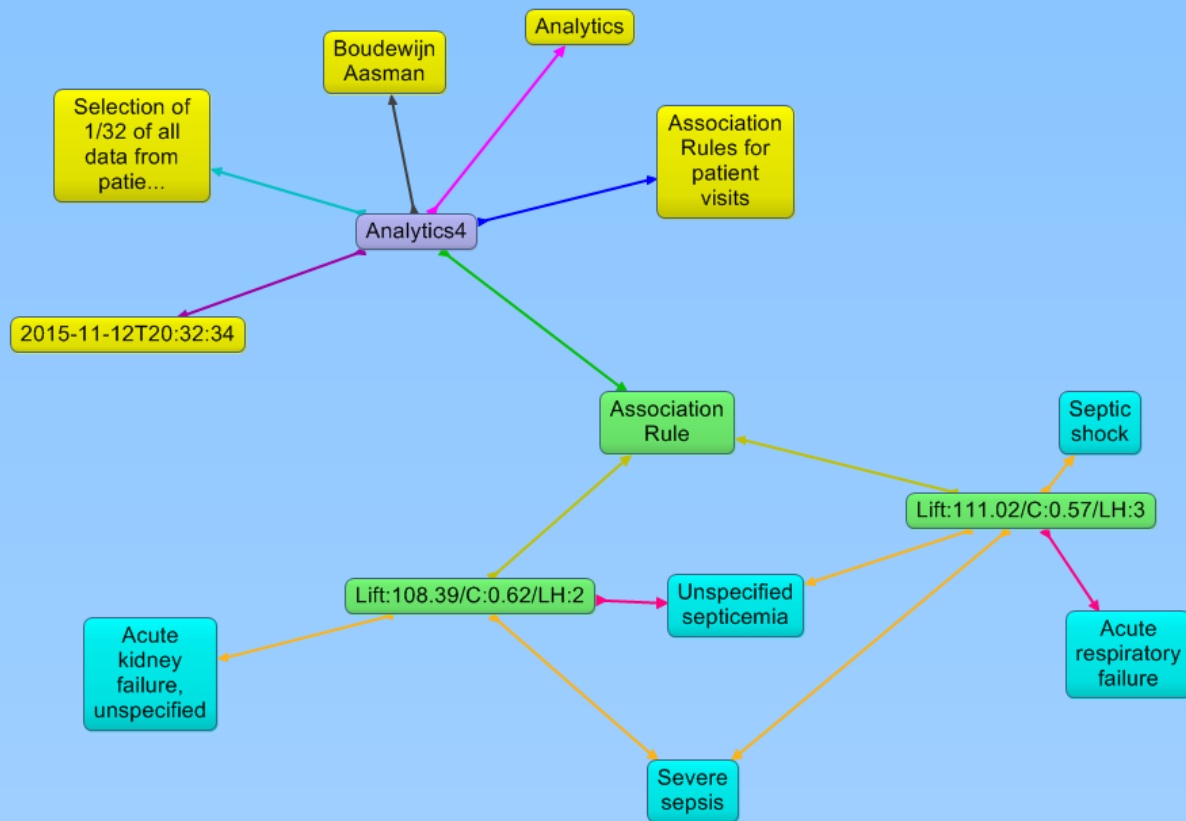 Analytics
Boudewijn
Aasman
Selection of
1/32 of all
data from
patie...
Association
Rules for
patient
visits
Analytics4
2015-11-12T20:32:34
Association
Rule
Septic
shock
Lift:111.02/C:0.57/LH:3
Lift:108.39/C:0.62/LH:2
Unspecified
septicemia
Acute
kidney
failure,
unspecified
Acute
respiratory
failure
Severe
sepsis